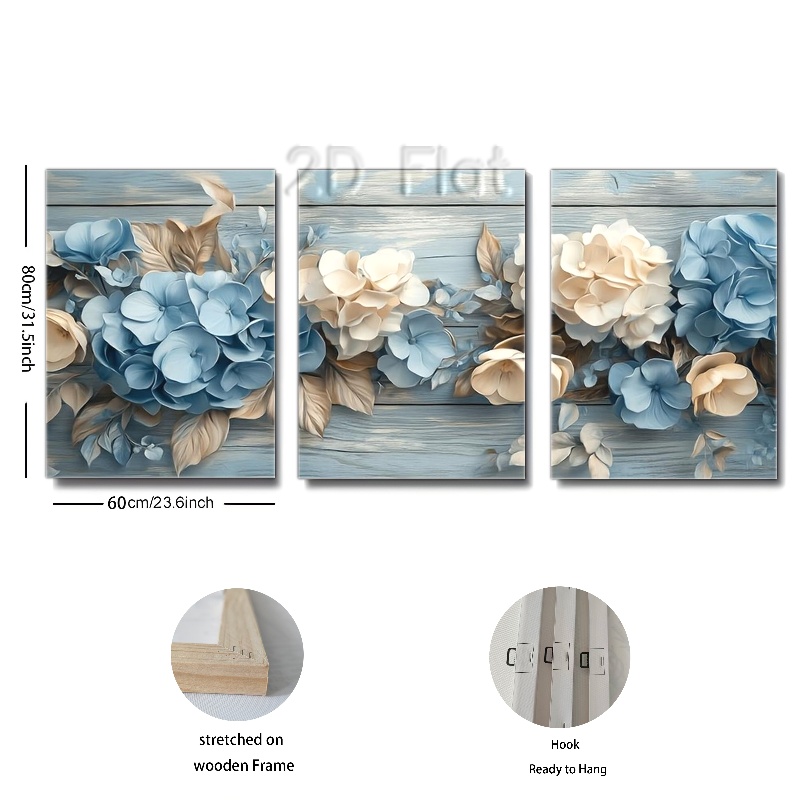 2D Flat
80cm/31.5inch
60cm/23.6inch
stretched on
wooden Frame
Hook
Ready to Hang